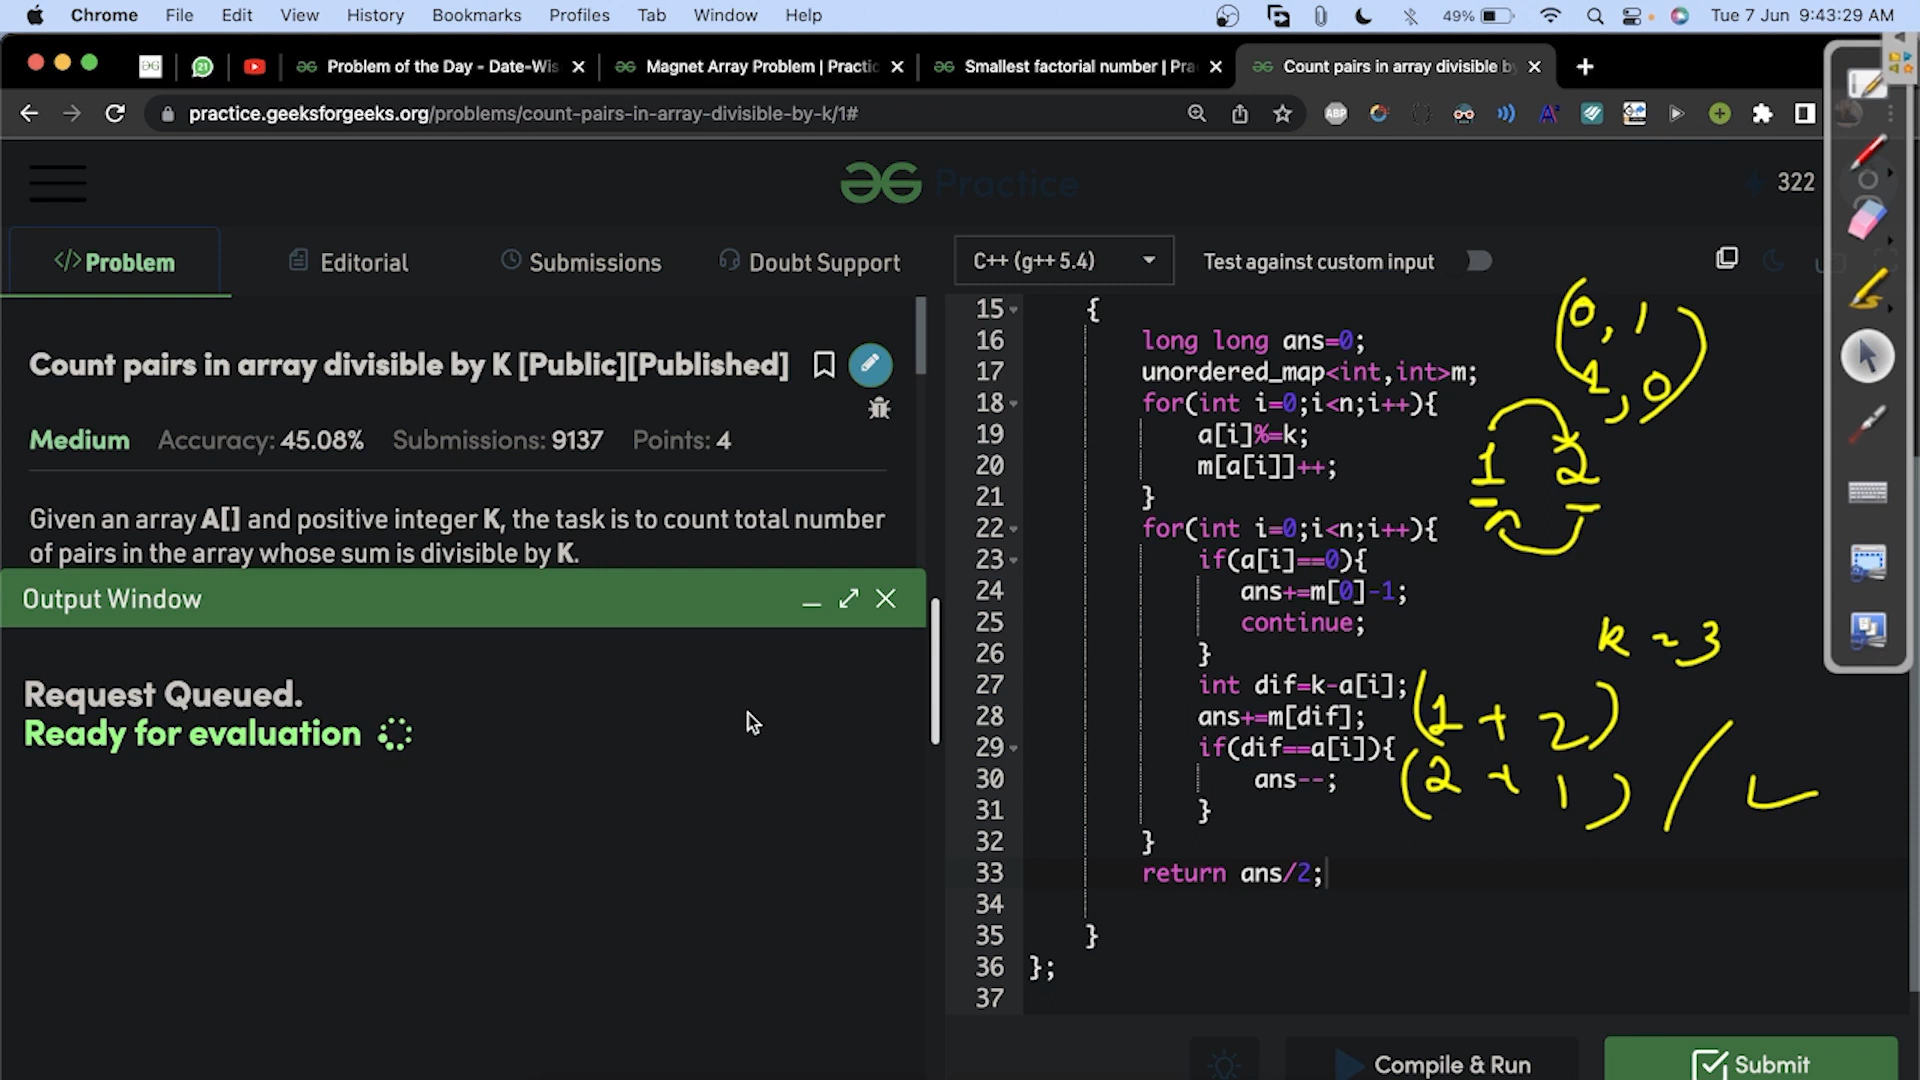 Chrome File Edit View History Bookmarks Profiles Tab Window Help 49% Tue 7 Jun 9:43:29 AM
21 Problem of the Day - Date-Wis Magnet Array Problem | Practic Smallest factorial number | Pra Count pairs in array divisible by
practice.geeksforgeeks.org/problems/count-pairs-in-array-divisible-by-k/1# ABP
Practice 322
</> Problem Editorial Submissions Doubt Support
C++ (g++ 5.4) Test against custom input
Count pairs in array divisible by K [Public][Published]
Medium Accuracy: 45.08% Submissions: 9137 Points: 4
Given an array A[] and positive integer K, the task is to count total number
of pairs in the array whose sum is divisible by K.
Output Window
Request Queued.
Ready for evaluation
15 {
16 long long ans=0;
17 unordered_map<int,int>m;
18 for(int i=0;i<n;i++){
19 a[i]%=k;
20 m[a[i]]++;
21 }
22 for(int i=0;i<n;i++){
23 if(a[i]==0){
24 ans+=m[0]-1;
25 continue;
26 }
27 int dif=k-a[i];
28 ans+=m[dif];
29 if(dif==a[i]){
30 ans--;
31 }
32 }
33 return ans/2;
34
35 }
36 };
37
(0, 1
1, 0)
1 2
k = 3
(1 + 2)
(2 + 1) /
Compile & Run Submit